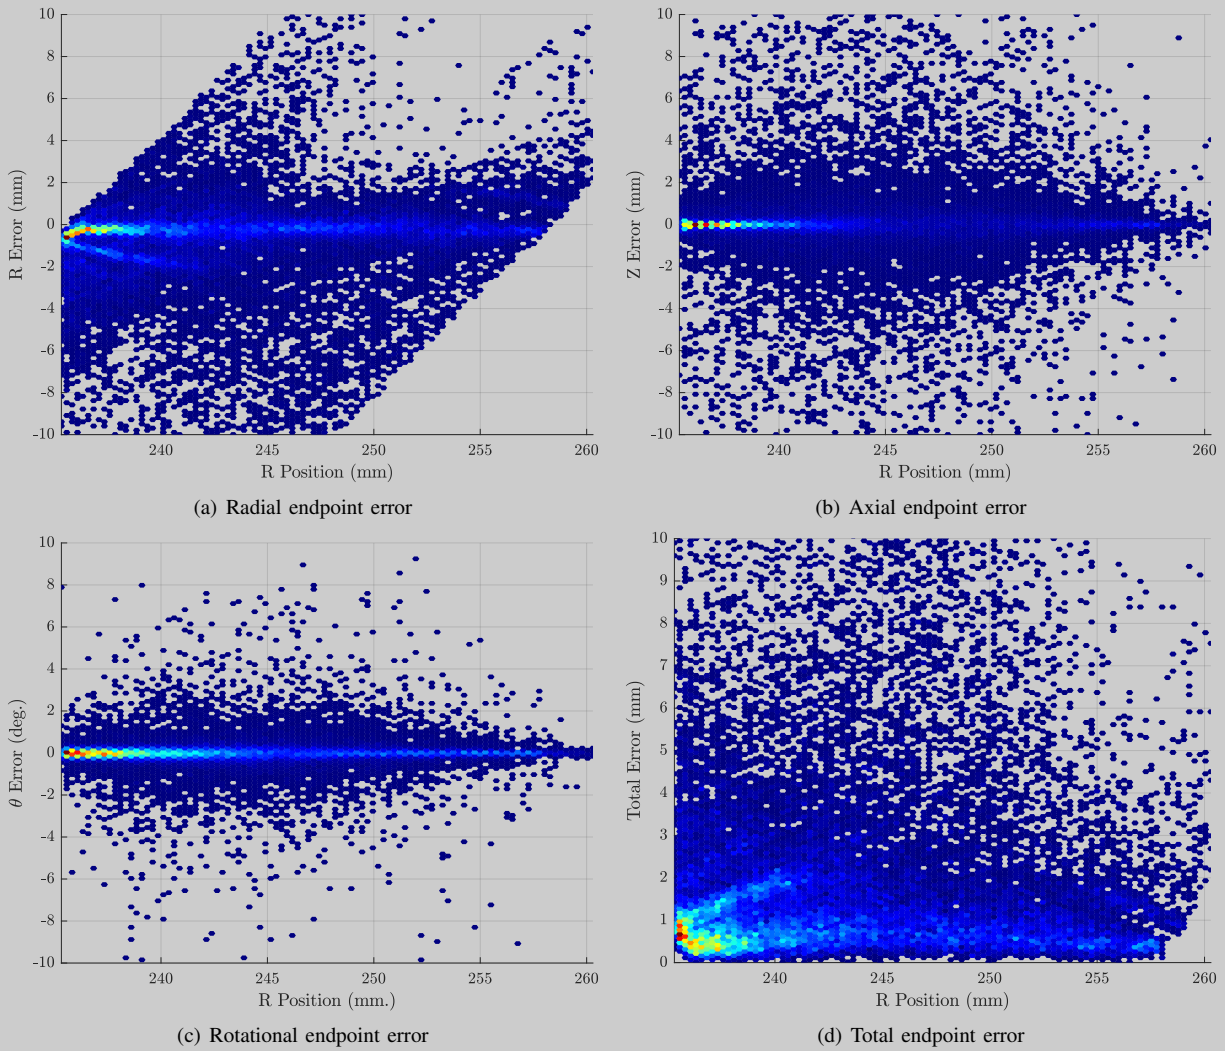 10
8
6
4
2
0
-2
-4
-6
-8
-10
R Error (mm)
240 245 250 255 260
R Position (mm)
(a) Radial endpoint error
10
8
6
4
2
0
-2
-4
-6
-8
-10
Z Error (mm)
240 245 250 255 260
R Position (mm)
(b) Axial endpoint error
10
8
6
4
2
0
-2
-4
-6
-8
-10
θ Error (deg.)
240 245 250 255 260
R Position (mm.)
(c) Rotational endpoint error
10
9
8
7
6
5
4
3
2
1
0
Total Error (mm)
240 245 250 255 260
R Position (mm)
(d) Total endpoint error